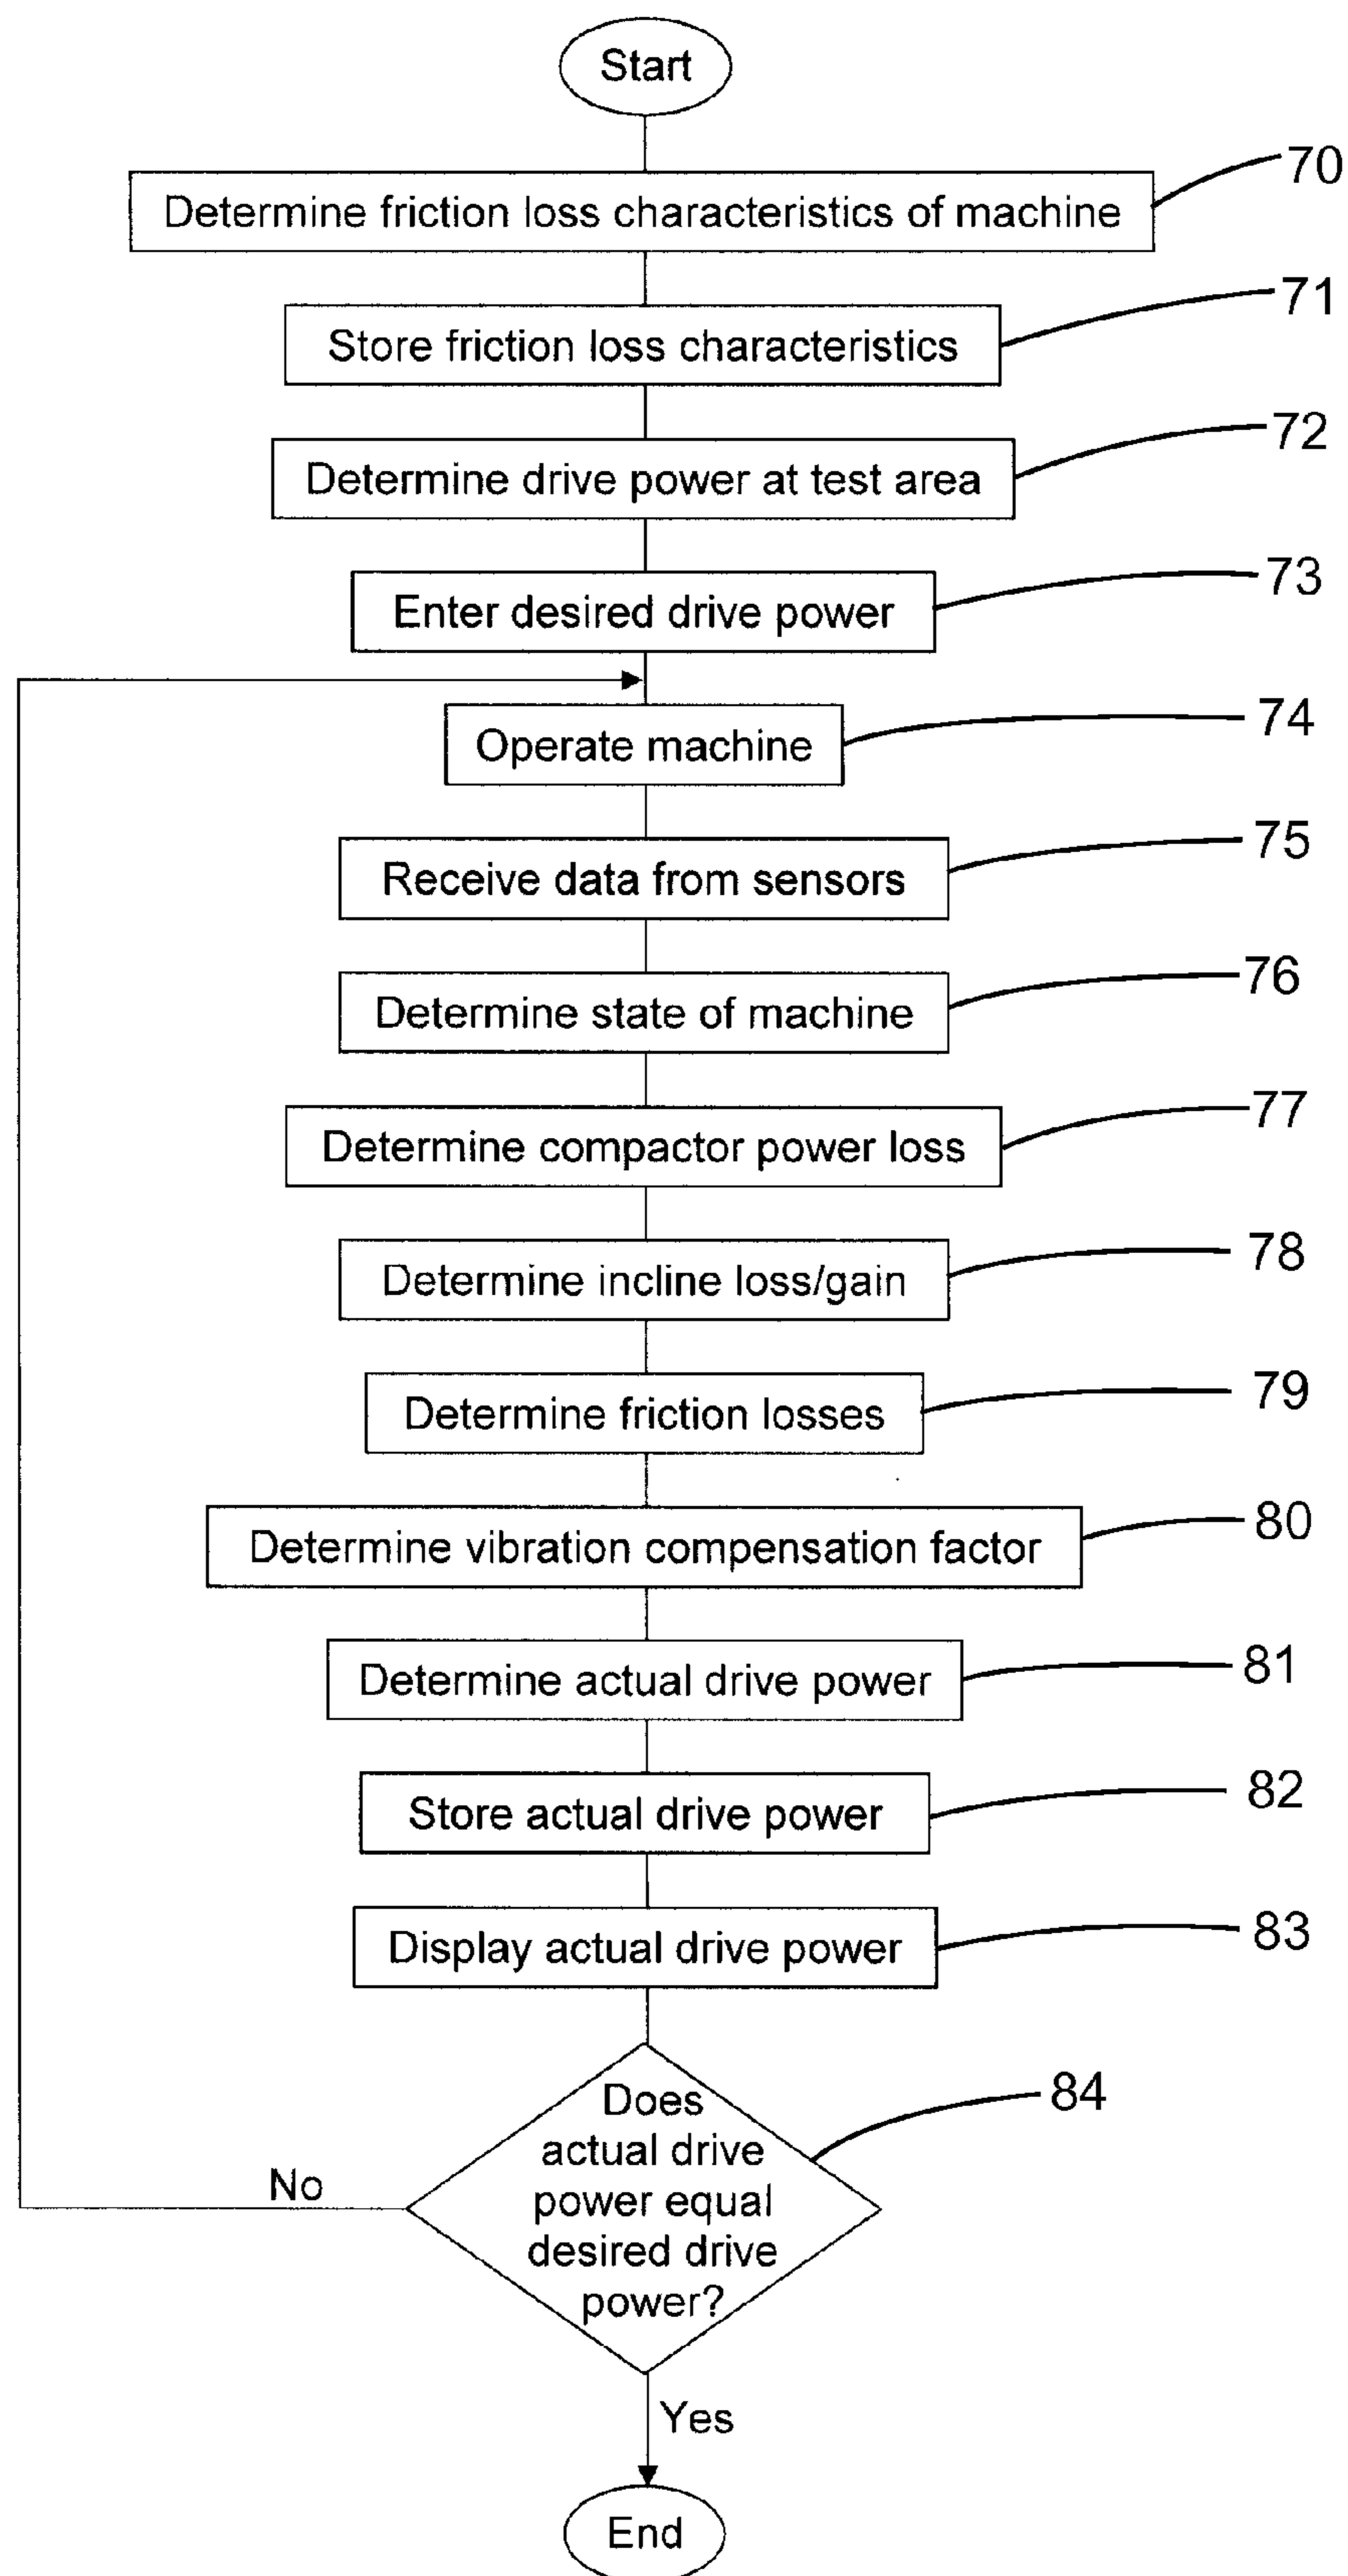 Start
Determine friction loss characteristics of machine
70
Store friction loss characteristics
71
Determine drive power at test area
72
Enter desired drive power
73
Operate machine
74
Receive data from sensors
75
Determine state of machine
76
Determine compactor power loss
77
Determine incline loss/gain
78
Determine friction losses
79
Determine vibration compensation factor
80
Determine actual drive power
81
Store actual drive power
82
Display actual drive power
83
Does
actual drive
power equal
desired drive
power?
84
No
Yes
End